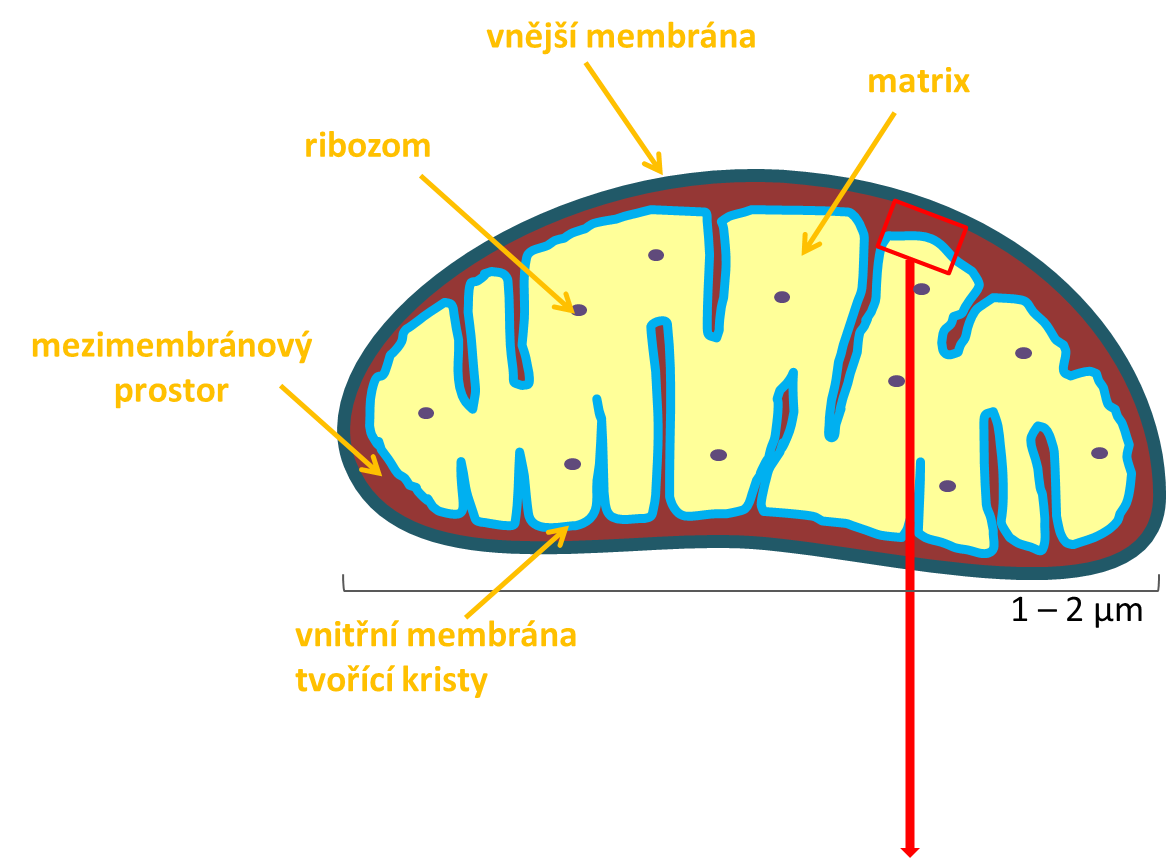 vnější membrána
matrix
ribozom
mezimembránový
prostor
1 – 2 µm
vnitřní membrána
tvořící kristy